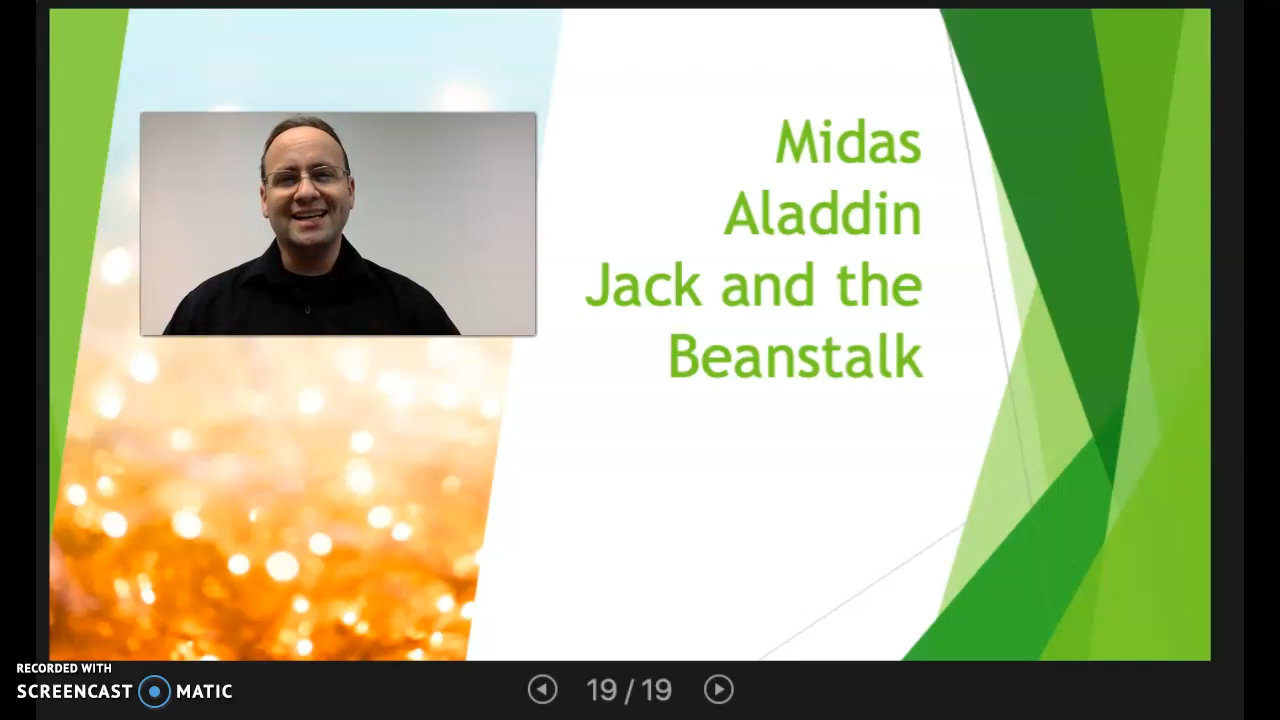 Midas
Aladdin
Jack and the
Beanstalk
RECORDED WITH
SCREENCAST MATIC
19 / 19